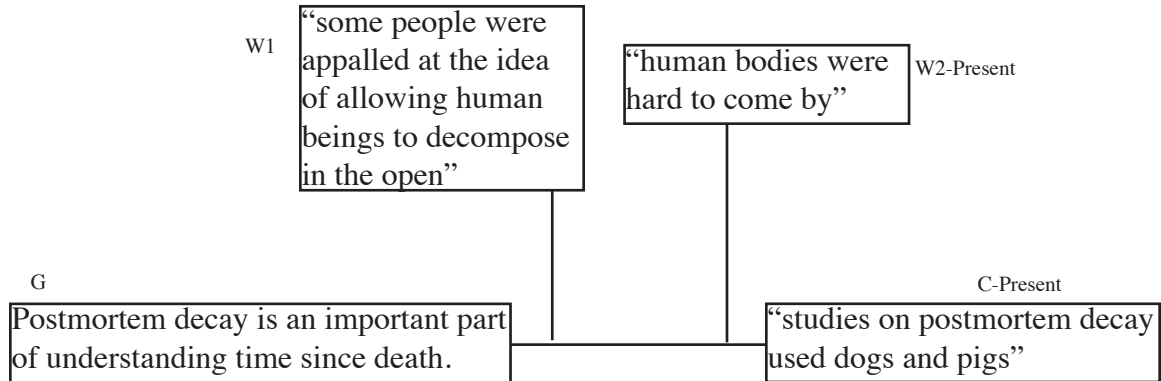 W1
“some people were
appalled at the idea
of allowing human
beings to decompose
in the open”
“human bodies were
hard to come by”
W2-Present
G
Postmortem decay is an important part
of understanding time since death.
C-Present
“studies on postmortem decay
used dogs and pigs”